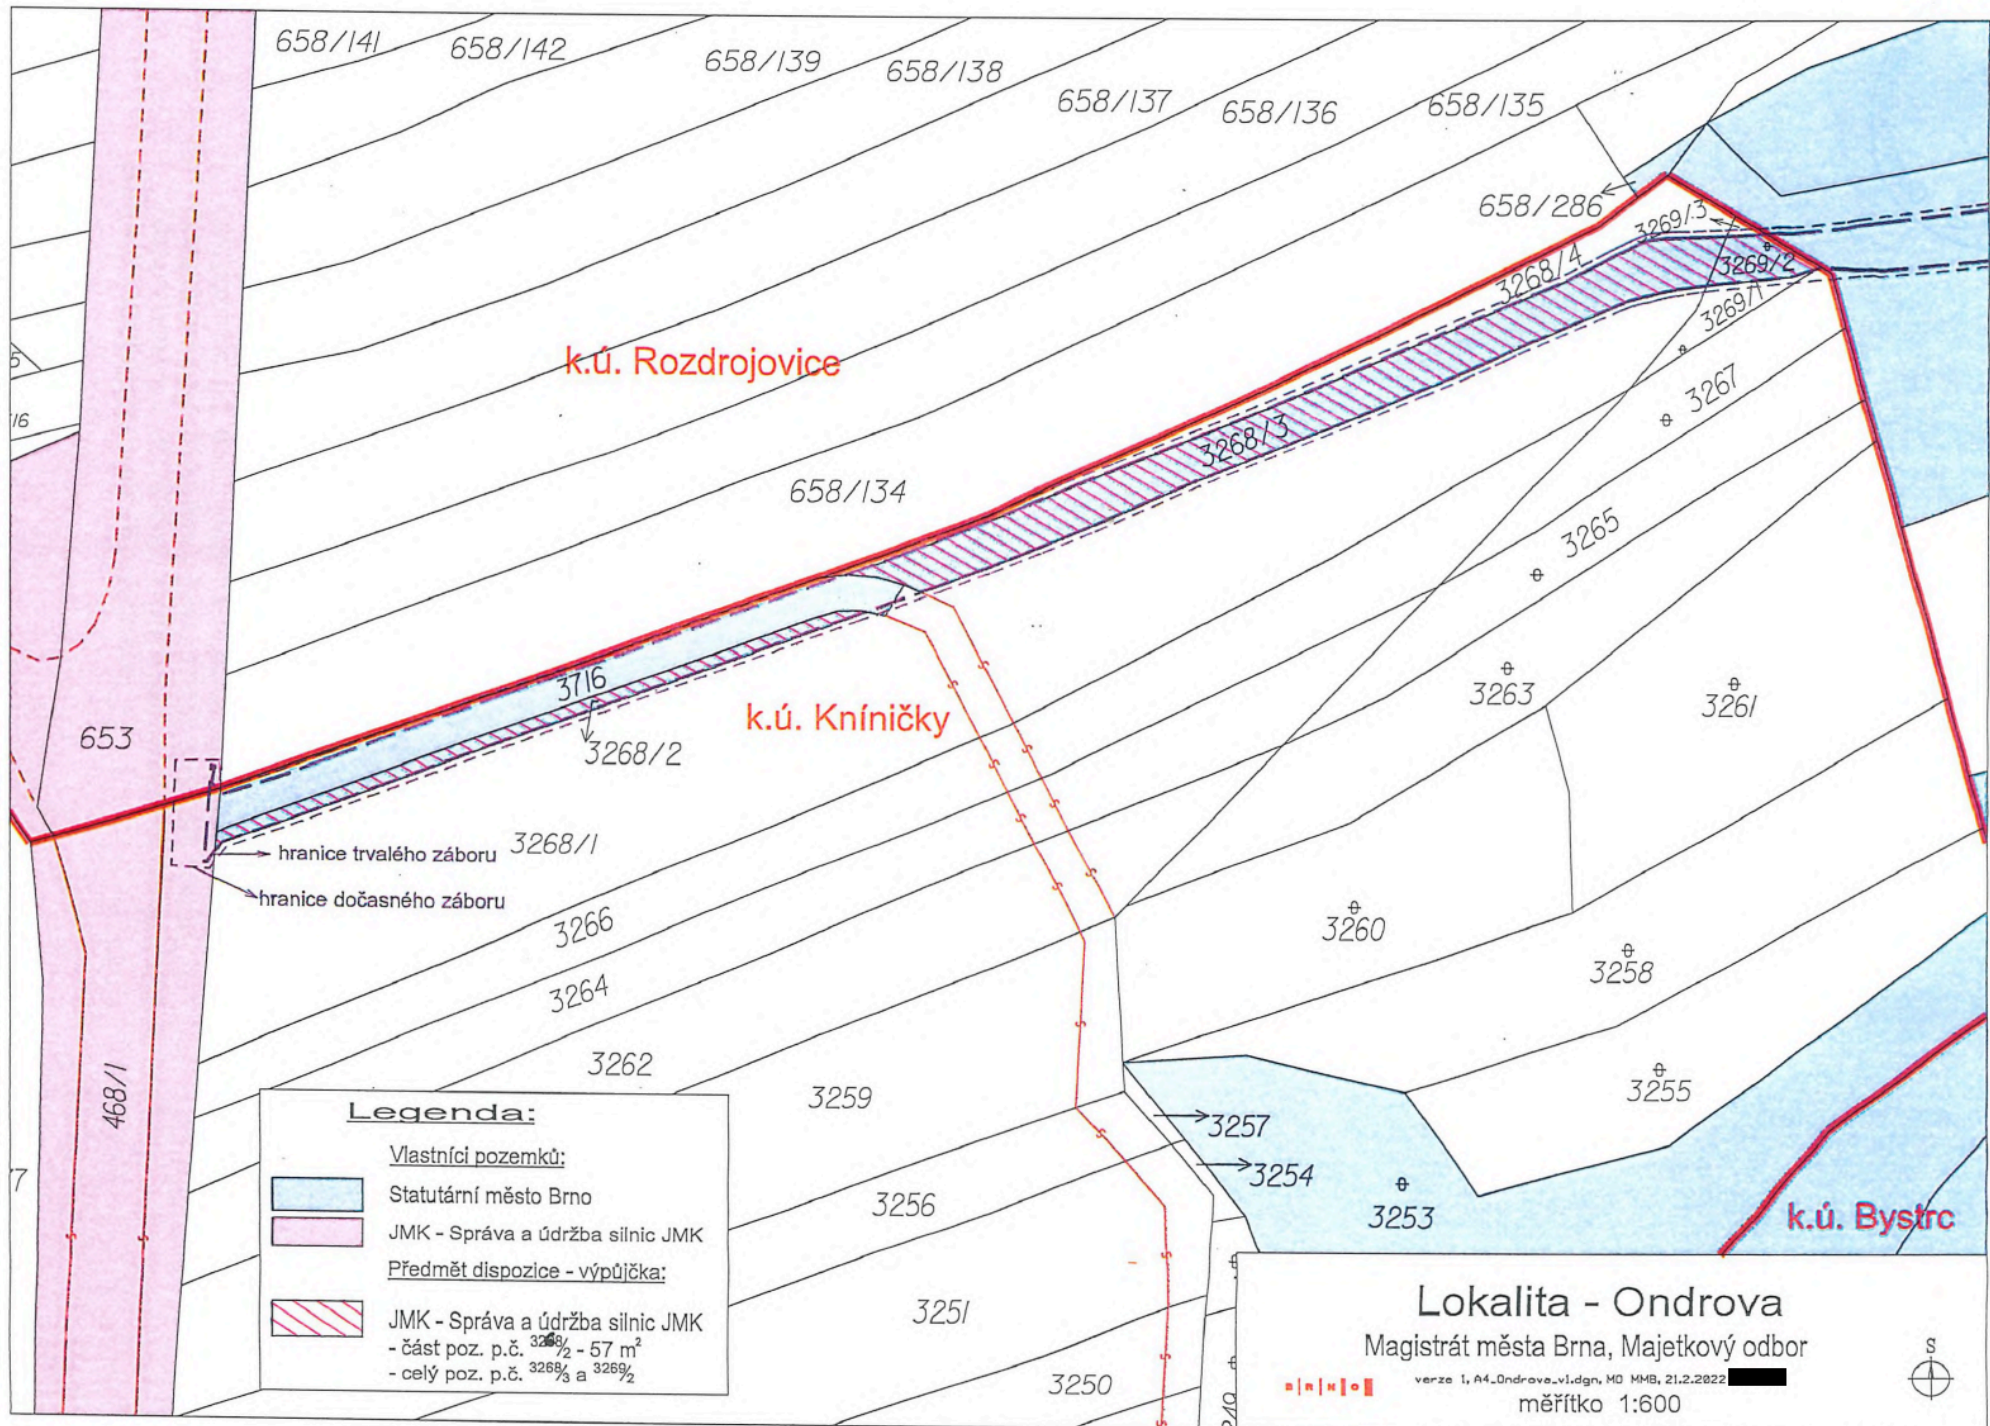 658/141
658/142
658/139
658/138
658/137
658/136
658/135
658/286
3269/3
3268/4
3269/2
3269/1
k.ú. Rozdrojovice
3267
3268/3
658/134
3265
3716
3268/2
k.ú. Kníničky
3263
3261
653
3268/1
hranice trvalého záboru
hranice dočasného záboru
3266
3264
3260
3258
3262
3259
3255
468/1
3257
3254
3256
3253
k.ú. Bystrc
3251
3250
Legenda:
Vlastníci pozemků:
Statutární město Brno
JMK - Správa a údržba silnic JMK
Předmět dispozice - výpůjčka:
JMK - Správa a údržba silnic JMK
- část poz. p.č. 3268/2 - 57 m²
- celý poz. p.č. 3268/3 a 3269/2
Lokalita - Ondrova
Magistrát města Brna, Majetkový odbor
verze 1, A4_Ondrova_v1.dgn, MO MMB, 21.2.2022
měřítko 1:600
B|R|N|O
S